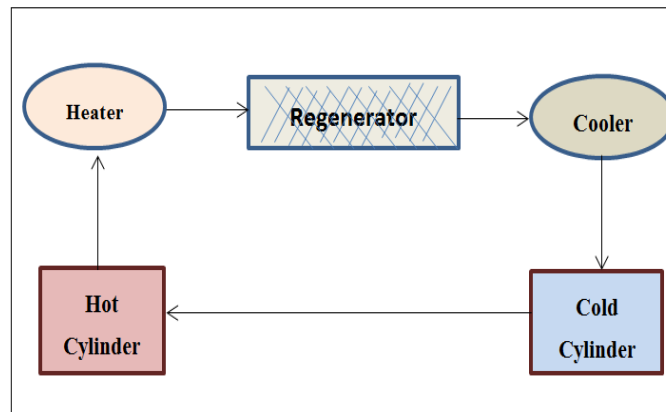 Heater
Regenerator
Cooler
Hot
Cylinder
Cold
Cylinder